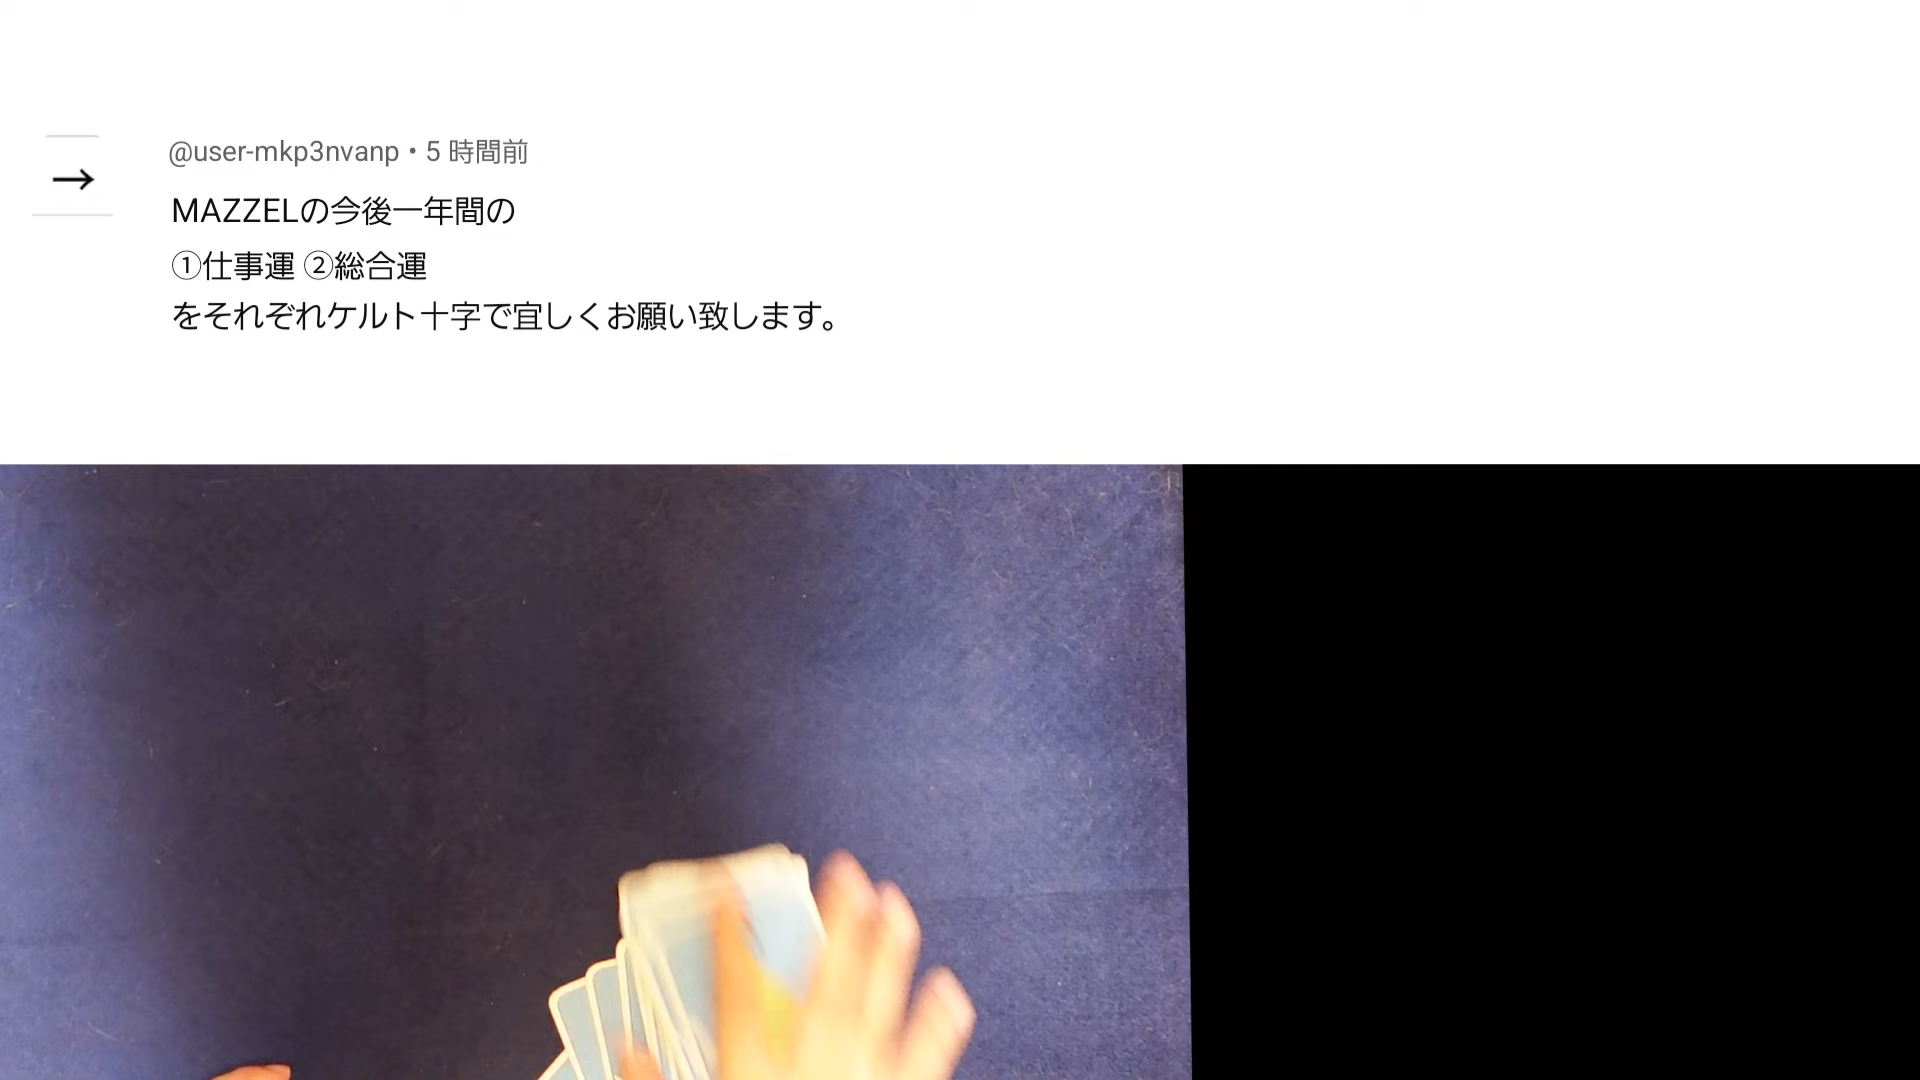 @user-mkp3nvanp • 5 時間前
MAZZELの今後一年間の
①仕事運 ②総合運
をそれぞれケルト十字で宜しくお願い致します。